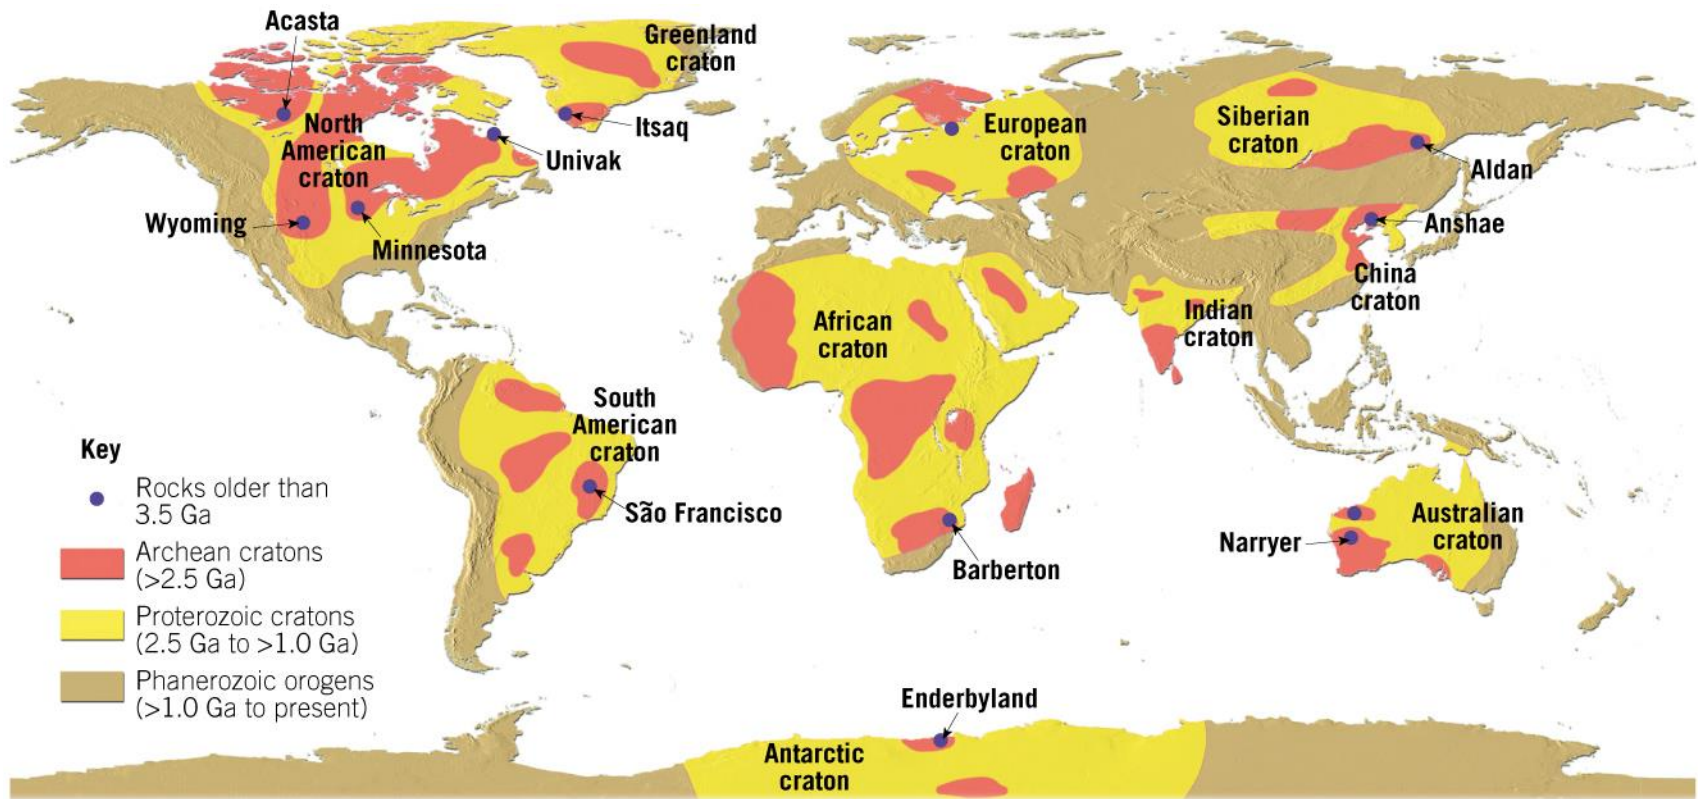 Acasta
Greenland
craton
North
American
craton
Itsaq
Univak
European
craton
Siberian
craton
Aldan
Wyoming
Minnesota
Anshae
China
craton
Indian
craton
African
craton
South
American
craton
São Francisco
Barberton
Narryer
Australian
craton
Key
Rocks older than
3.5 Ga
Archean cratons
(>2.5 Ga)
Proterozoic cratons
(2.5 Ga to >1.0 Ga)
Phanerozoic orogens
(>1.0 Ga to present)
Enderbyland
Antarctic
craton